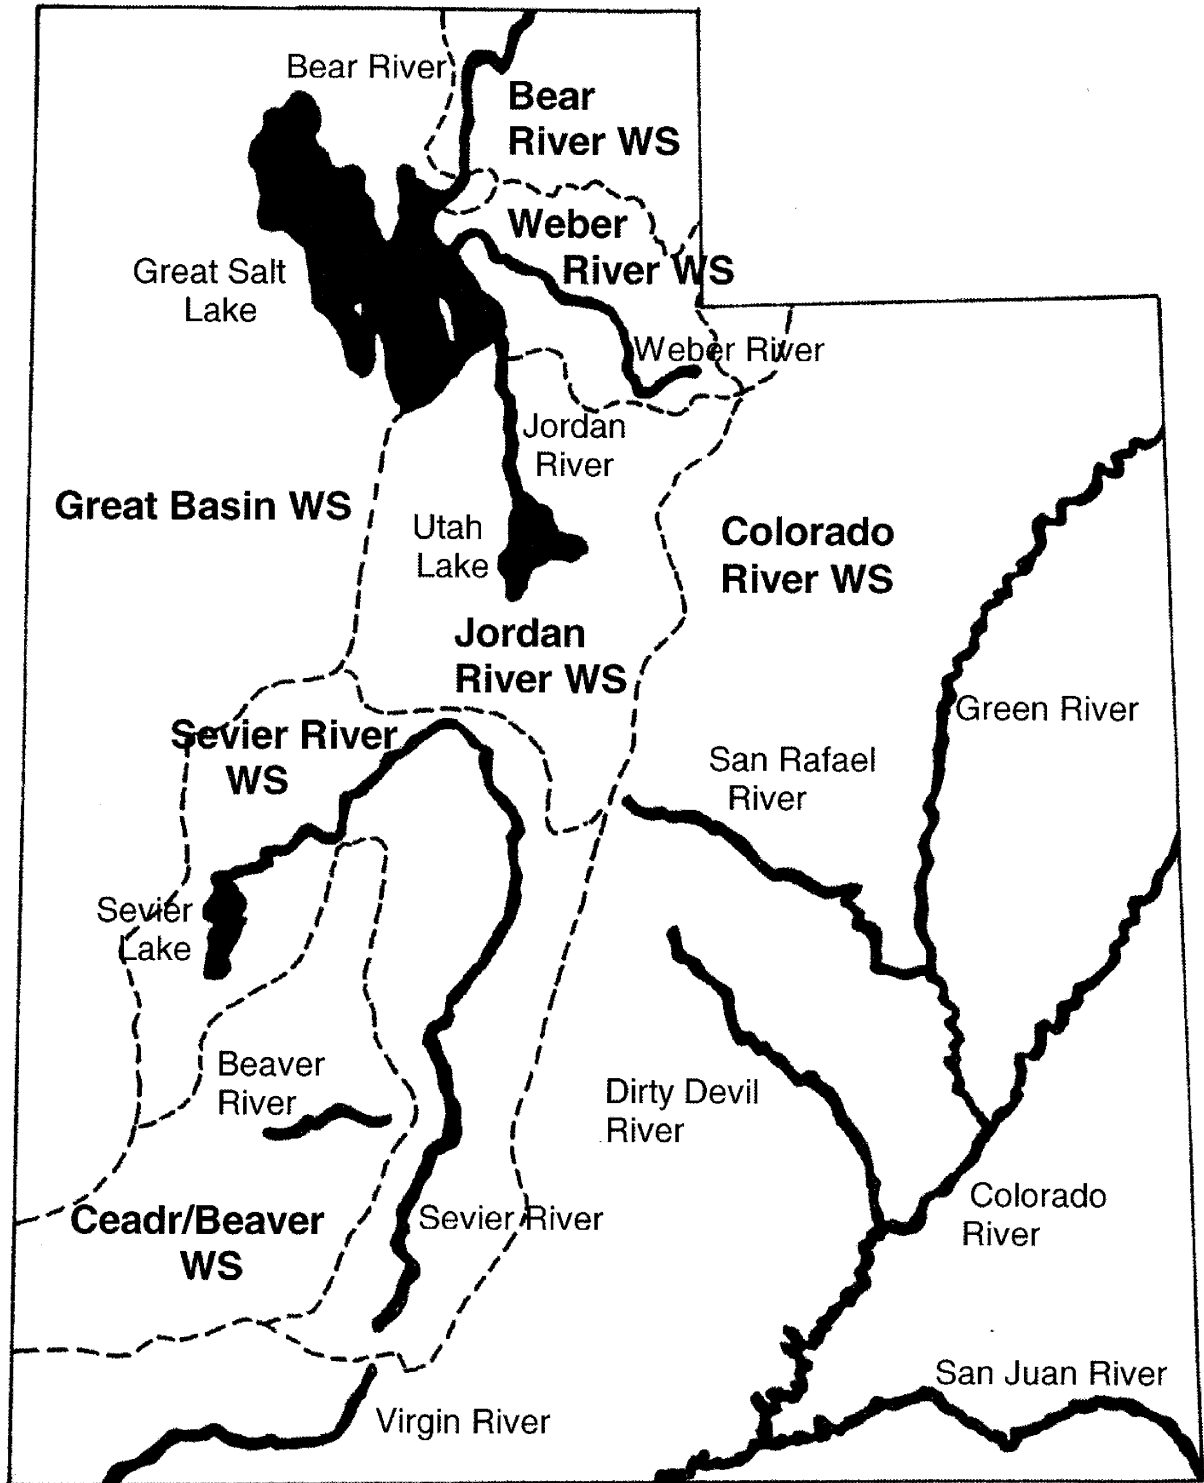 Bear River
Bear
River WS
Weber
River WS
Great Salt
Lake
Weber River
Jordan
River
Great Basin WS
Utah
Lake
Colorado
River WS
Jordan
River WS
Green River
Sevier River
WS
San Rafael
River
Sevier
Lake
Beaver
River
Dirty Devil
River
Colorado
River
Ceadr/Beaver
WS
Sevier River
San Juan River
Virgin River